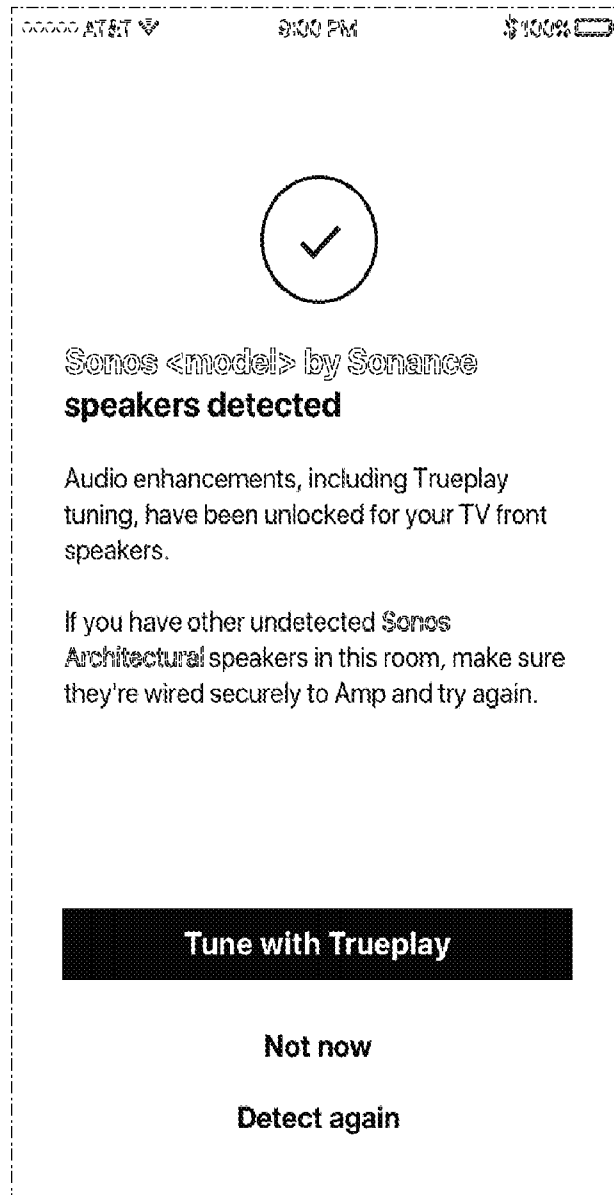 AT&T 9:00 PM 100%
Sonos <model> by Sonance
speakers detected
Audio enhancements, including Trueplay
tuning, have been unlocked for your TV front
speakers.
If you have other undetected Sonos
Architectural speakers in this room, make sure
they're wired securely to Amp and try again.
Tune with Trueplay
Not now
Detect again